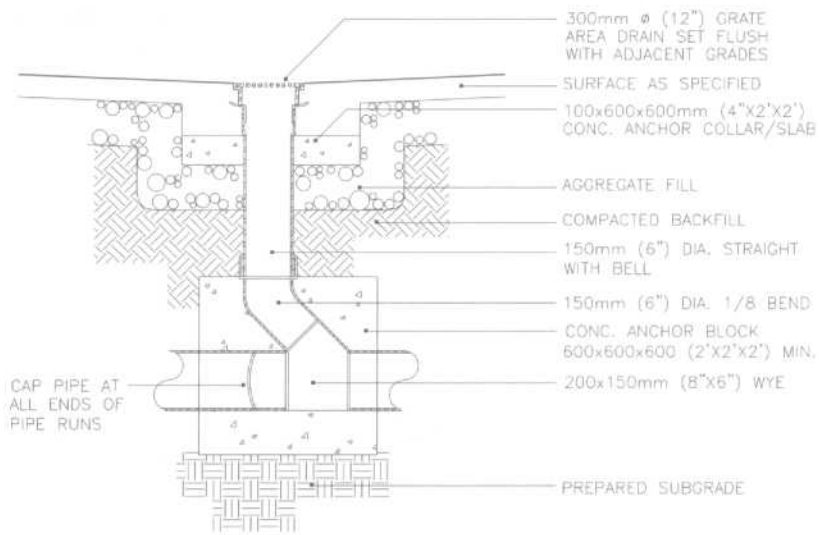 300mm ø (12") GRATE
AREA DRAIN SET FLUSH
WITH ADJACENT GRADES
SURFACE AS SPECIFIED
100x600x600mm (4"X2'X2')
CONC. ANCHOR COLLAR/SLAB
AGGREGATE FILL
COMPACTED BACKFILL
150mm (6") DIA. STRAIGHT
WITH BELL
150mm (6") DIA. 1/8 BEND
CONC. ANCHOR BLOCK
600x600x600 (2'X2'X2') MIN.
200x150mm (8"X6") WYE
CAP PIPE AT
ALL ENDS OF
PIPE RUNS
PREPARED SUBGRADE